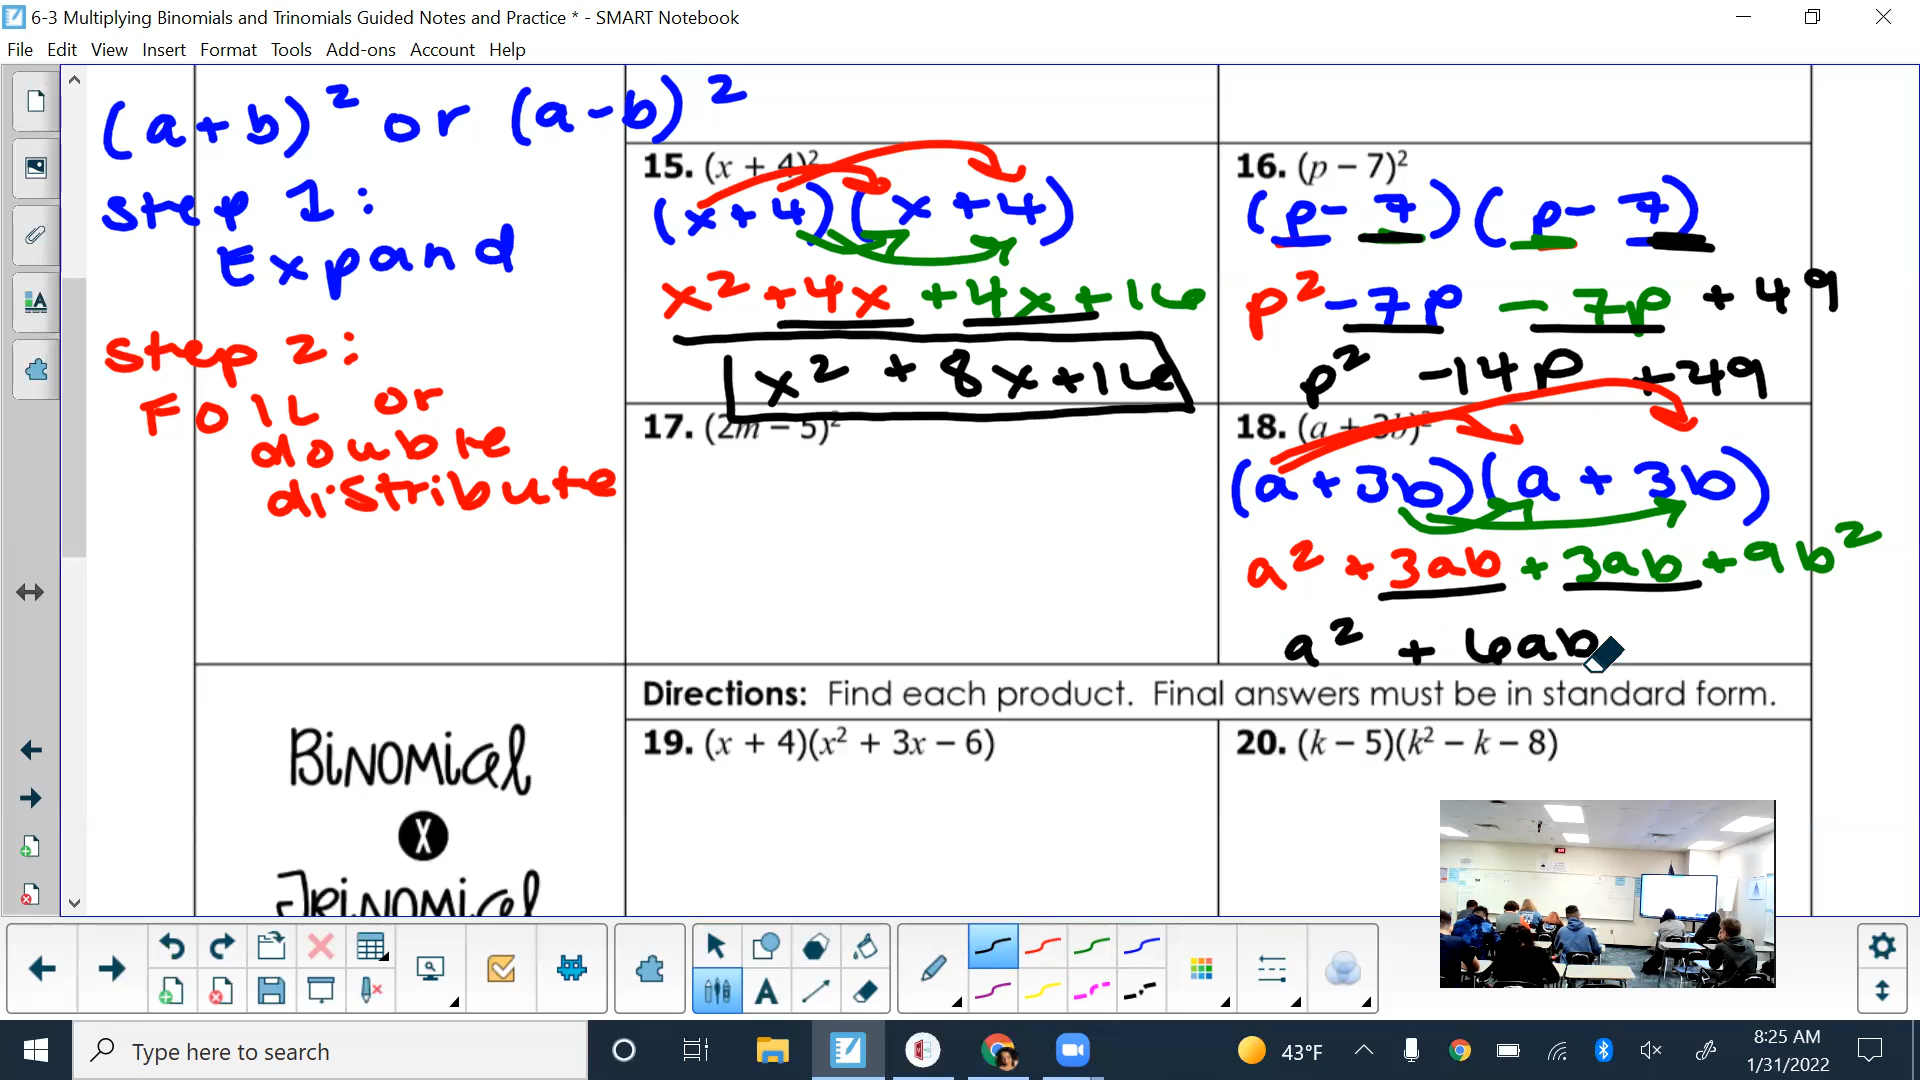 6-3 Multiplying Binomials and Trinomials Guided Notes and Practice * - SMART Notebook
File Edit View Insert Format Tools Add-ons Account Help
(a+b)² or (a-b)²
Step 1:
Expand
Step 2:
FOIL or
double
distribute
15. (x + 4)²
(x+4)(x+4)
x² +4x +4x+16
x² + 8x+16
16. (p − 7)²
(p- 7)(p- 7)
p² -7p - 7p +49
p² -14p +49
17. (2m − 5)²
18. (a + 3b)²
(a+3b)(a + 3b)
a² +3ab +3ab +9b²
a² + 6ab
Directions: Find each product. Final answers must be in standard form.
Binomial
X
Trinomial
19. (x + 4)(x² + 3x − 6)
20. (k − 5)(k² − k − 8)
Type here to search
43°F
8:25 AM
1/31/2022